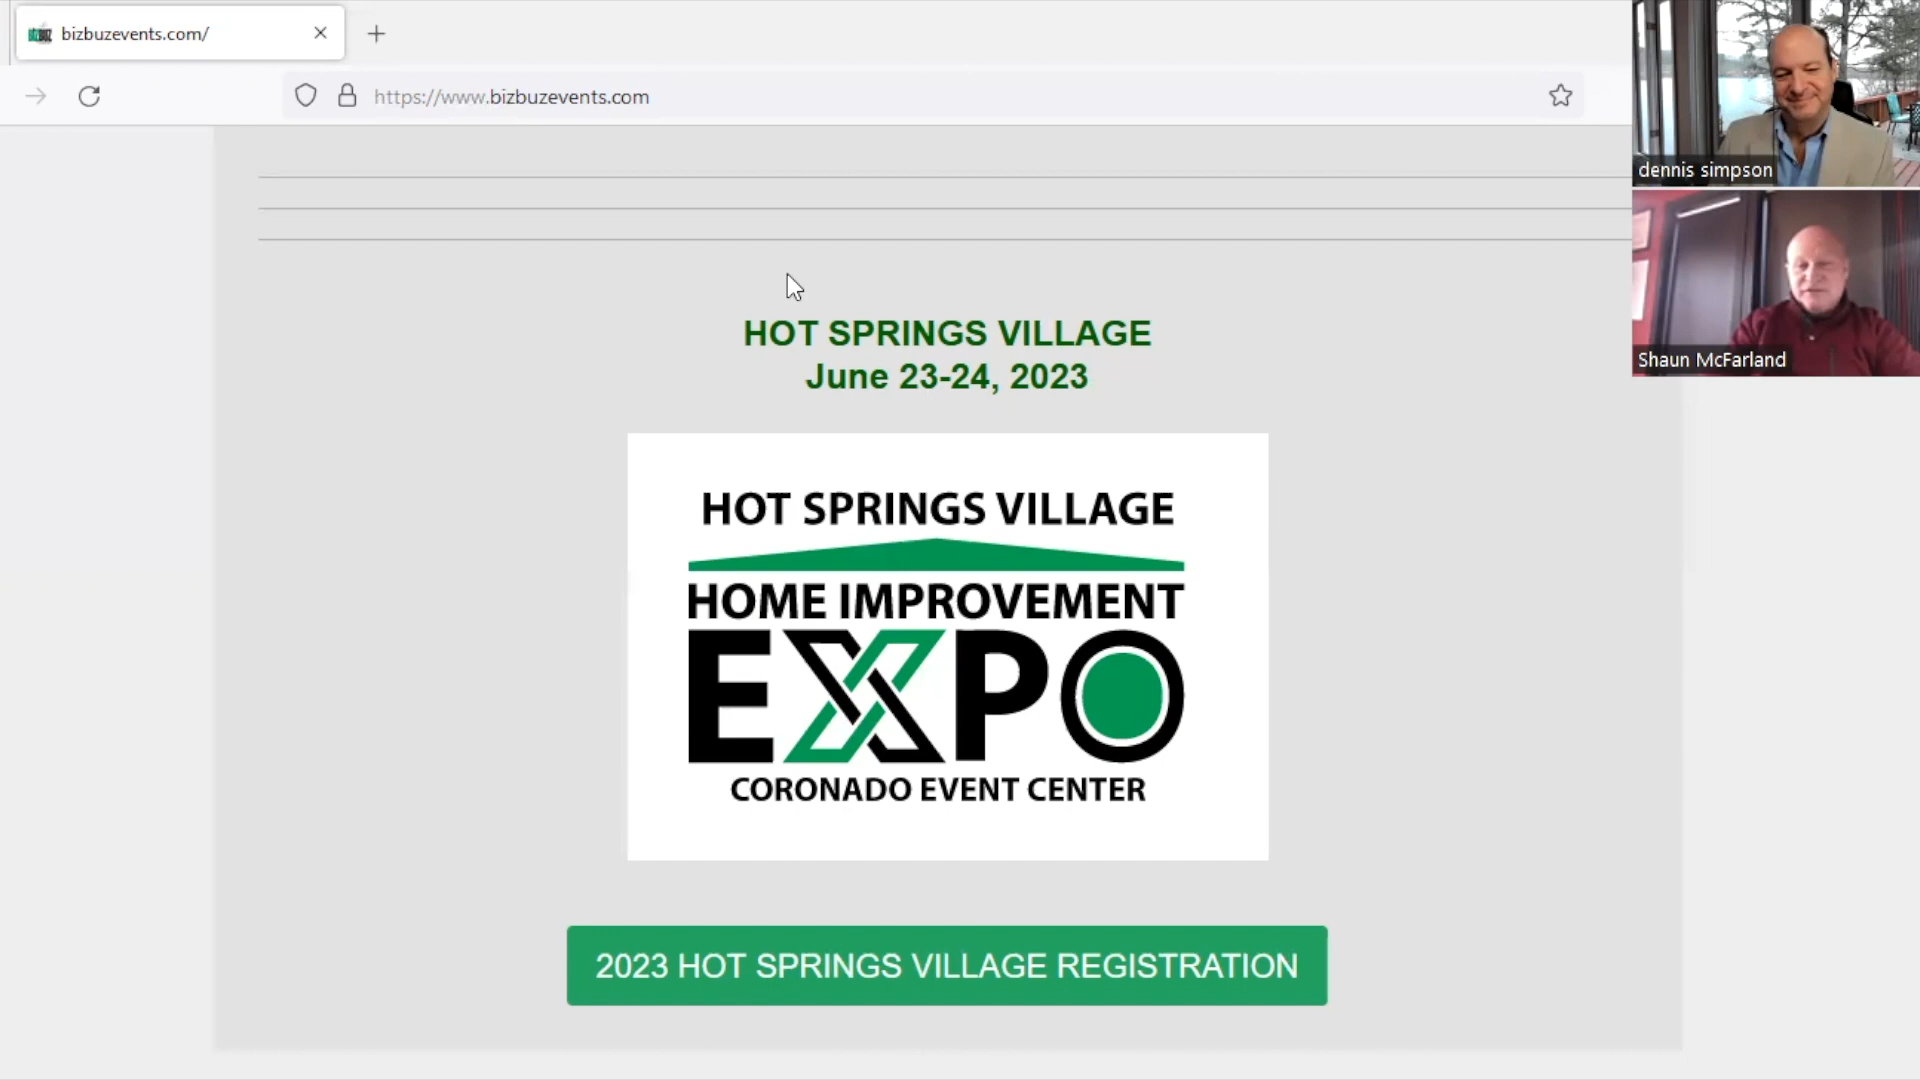 bizbuzevents.com/
https://www.bizbuzevents.com
dennis simpson
Shaun McFarland
HOT SPRINGS VILLAGE
June 23-24, 2023
HOT SPRINGS VILLAGE
HOME IMPROVEMENT
EXPO
CORONADO EVENT CENTER
2023 HOT SPRINGS VILLAGE REGISTRATION